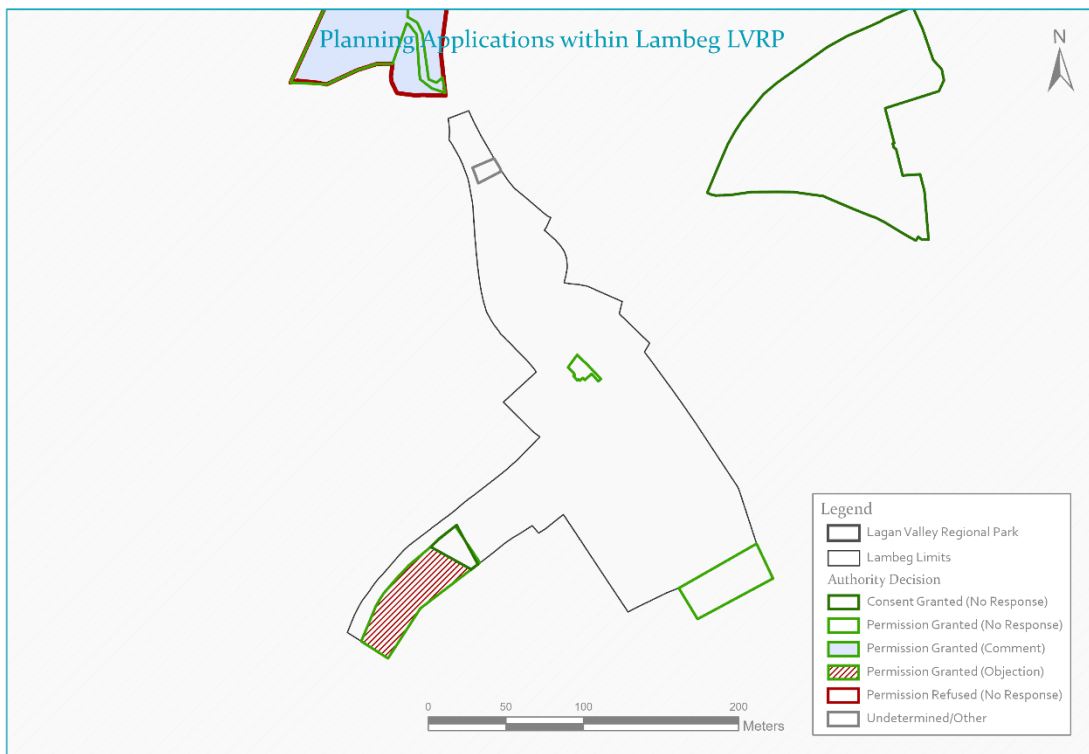 Planning Applications within Lambeg LVRP
N
Legend
Lagan Valley Regional Park
Lambeg Limits
Authority Decision
Consent Granted (No Response)
Permission Granted (No Response)
Permission Granted (Comment)
Permission Granted (Objection)
Permission Refused (No Response)
Undetermined/Other
0 50 100 200
Meters